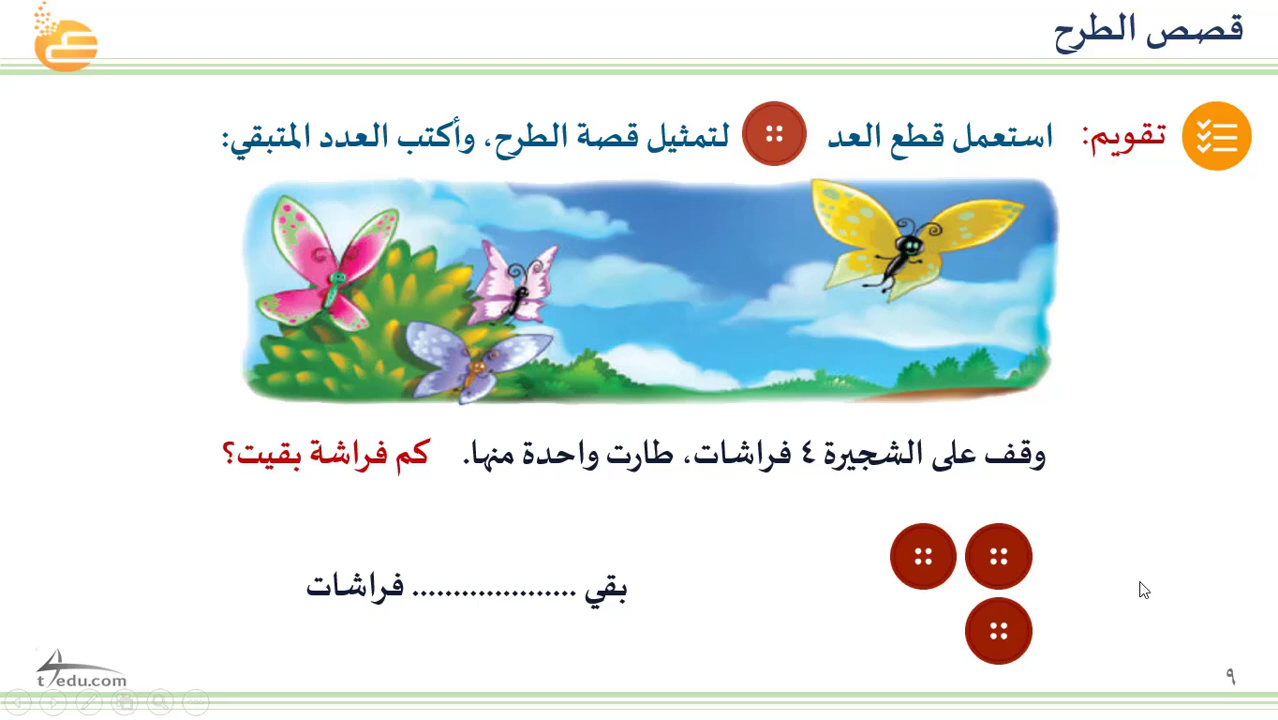 قصص الطرح
تقويم: استعمل قطع العد لتمثيل قصة الطرح، وأكتب العدد المتبقي:
وقف على الشجيرة ٤ فراشات، طارت واحدة منها. كم فراشة بقيت؟
بقي .................... فراشات
t4edu.com
٩